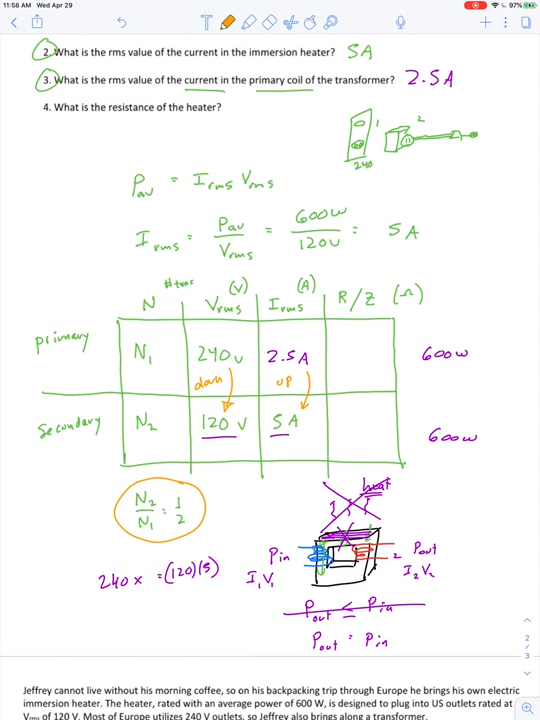 11:58 AM Wed Apr 29
97%
2. What is the rms value of the current in the immersion heater? 5A
3. What is the rms value of the current in the primary coil of the transformer? 2.5A
4. What is the resistance of the heater?
1 2
240
Pav = Irms Vrms
Irms = Pav / Vrms = 600W / 120V = 5A
# turns (V) (A)
N Vrms Irms R/Z (Ω)
primary N1 240V 2.5A 600W
down up
Secondary N2 120V 5A 600W
N2/N1 = 1/2
heat
Pin 2 Pout
240x = (120)(5) I1V1 I2V2
Pout ≤ Pin
Pout = Pin
2
3
Jeffrey cannot live without his morning coffee, so on his backpacking trip through Europe he brings his own electric
immersion heater. The heater, rated with an average power of 600 W, is designed to plug into US outlets rated at
Vrms of 120 V. Most of Europe utilizes 240 V outlets, so Jeffrey also brings along a transformer.